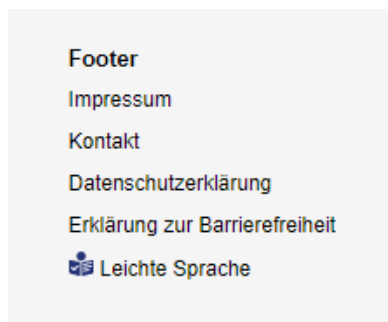 Footer
Impressum
Kontakt
Datenschutzerklärung
Erklärung zur Barrierefreiheit
Leichte Sprache